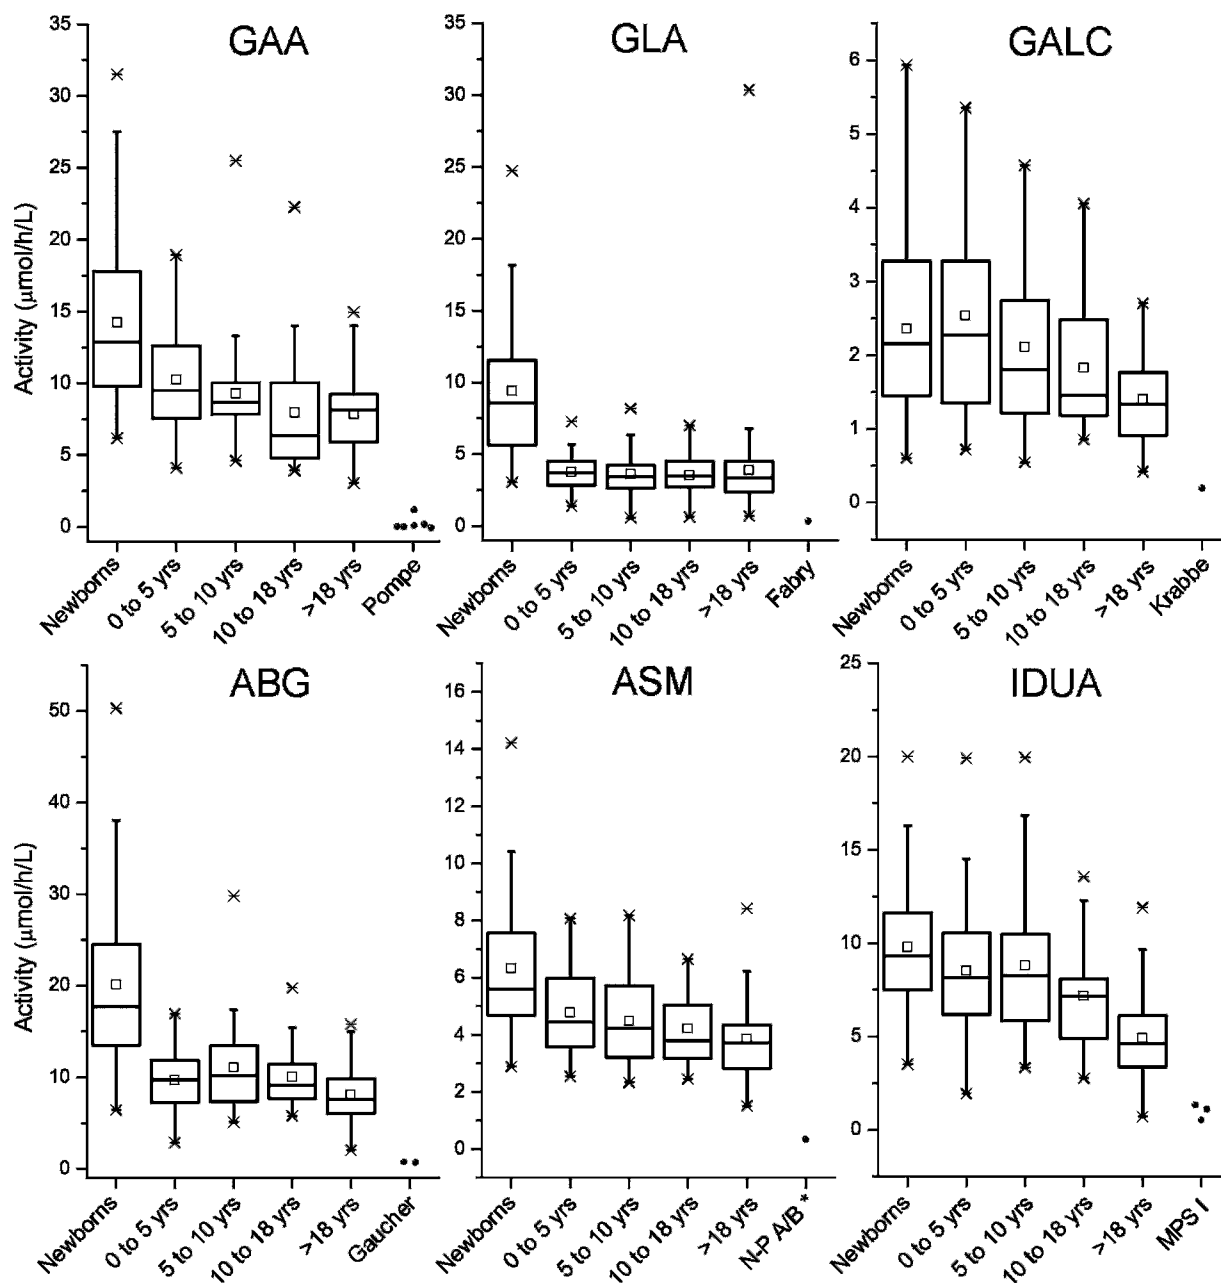 GAA
Activity (μmol/h/L)
35
30
25
20
15
10
5
0
Newborns
0 to 5 yrs
5 to 10 yrs
10 to 18 yrs
>18 yrs
Pompe
GLA
35
30
25
20
15
10
5
0
Newborns
0 to 5 yrs
5 to 10 yrs
10 to 18 yrs
>18 yrs
Fabry
GALC
6
5
4
3
2
1
0
Newborns
0 to 5 yrs
5 to 10 yrs
10 to 18 yrs
>18 yrs
Krabbe
ABG
Activity (μmol/h/L)
50
40
30
20
10
0
Newborns
0 to 5 yrs
5 to 10 yrs
10 to 18 yrs
>18 yrs
Gaucher
ASM
16
14
12
10
8
6
4
2
0
Newborns
0 to 5 yrs
5 to 10 yrs
10 to 18 yrs
>18 yrs
N-P A/B*
IDUA
25
20
15
10
5
0
Newborns
0 to 5 yrs
5 to 10 yrs
10 to 18 yrs
>18 yrs
MPS I